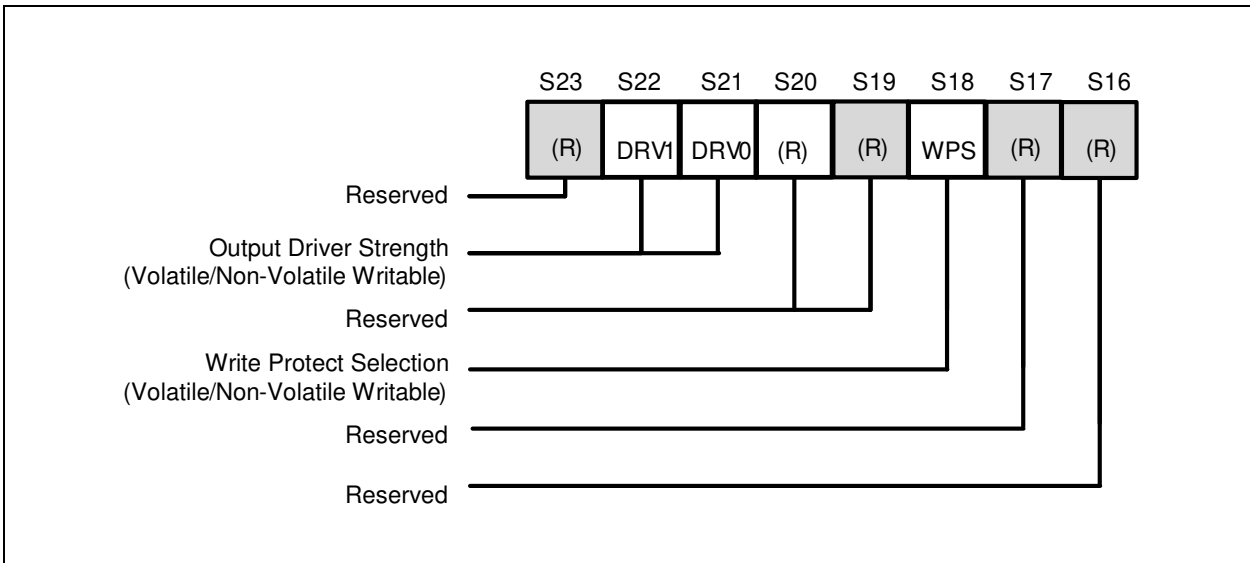 S23 S22 S21 S20 S19 S18 S17 S16
(R) DRV1 DRV0 (R) (R) WPS (R) (R)
Reserved
Output Driver Strength
(Volatile/Non-Volatile Writable)
Reserved
Write Protect Selection
(Volatile/Non-Volatile Writable)
Reserved
Reserved